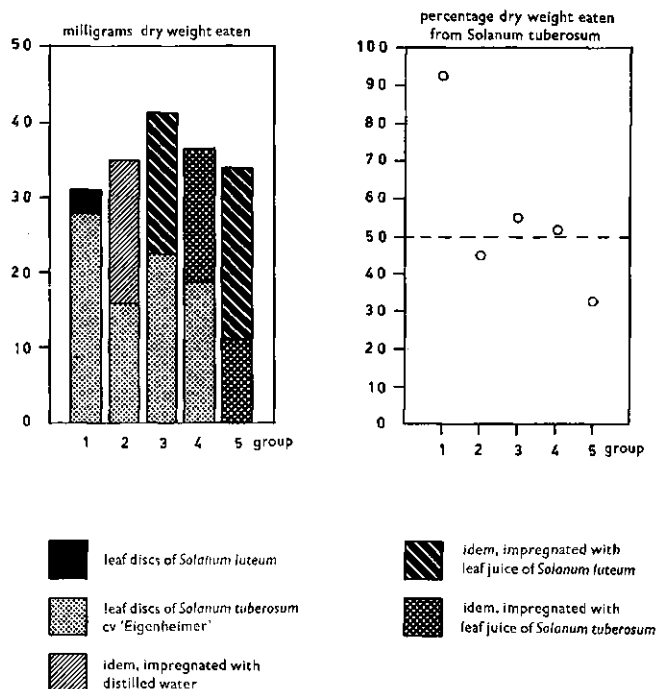 milligrams dry weight eaten
50
40
30
20
10
0
1 2 3 4 5 group
percentage dry weight eaten
from Solanum tuberosum
100
90
80
70
60
50
40
30
20
10
0
1 2 3 4 5 group
leaf discs of Solanum luteum
leaf discs of Solanum tuberosum
cv 'Eigenheimer'
idem, impregnated with
distilled water
idem, impregnated with
leaf juice of Solanum luteum
idem, impregnated with
leaf juice of Solanum tuberosum